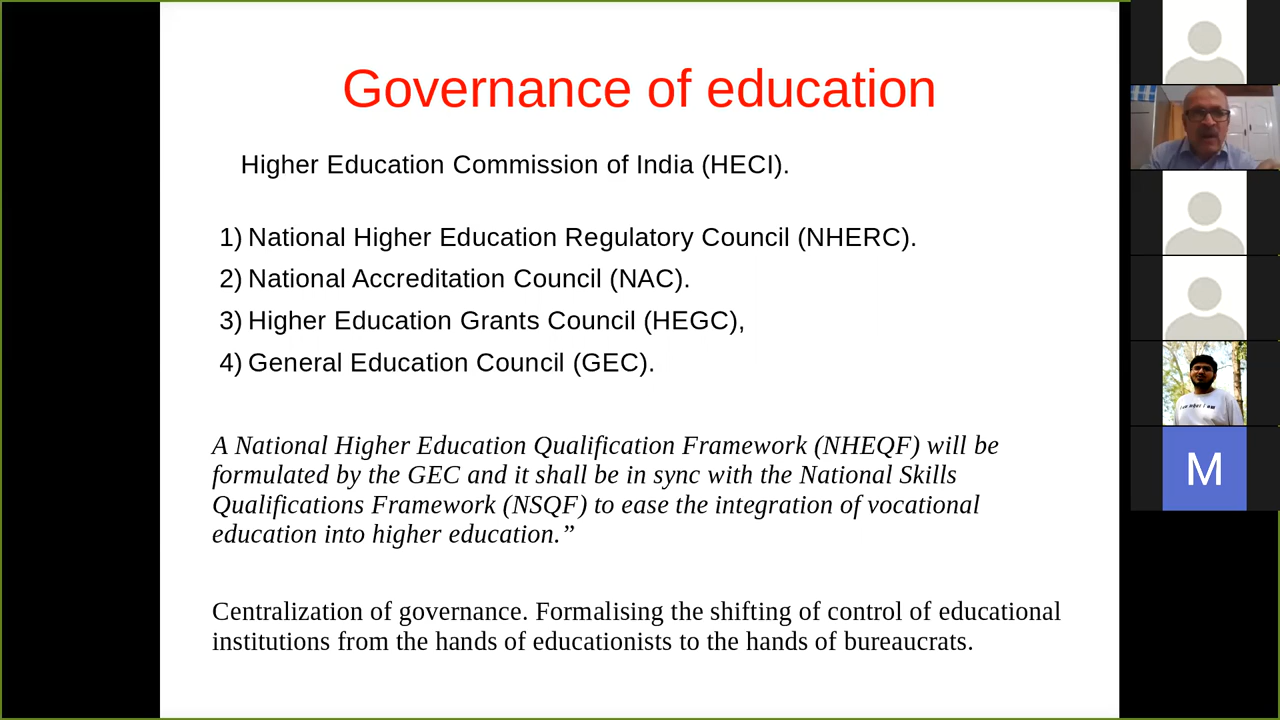 Governance of education
Higher Education Commission of India (HECI).
1) National Higher Education Regulatory Council (NHERC).
2) National Accreditation Council (NAC).
3) Higher Education Grants Council (HEGC),
4) General Education Council (GEC).
A National Higher Education Qualification Framework (NHEQF) will be
formulated by the GEC and it shall be in sync with the National Skills
Qualifications Framework (NSQF) to ease the integration of vocational
education into higher education.”
Centralization of governance. Formalising the shifting of control of educational
institutions from the hands of educationists to the hands of bureaucrats.
I am what I am
M